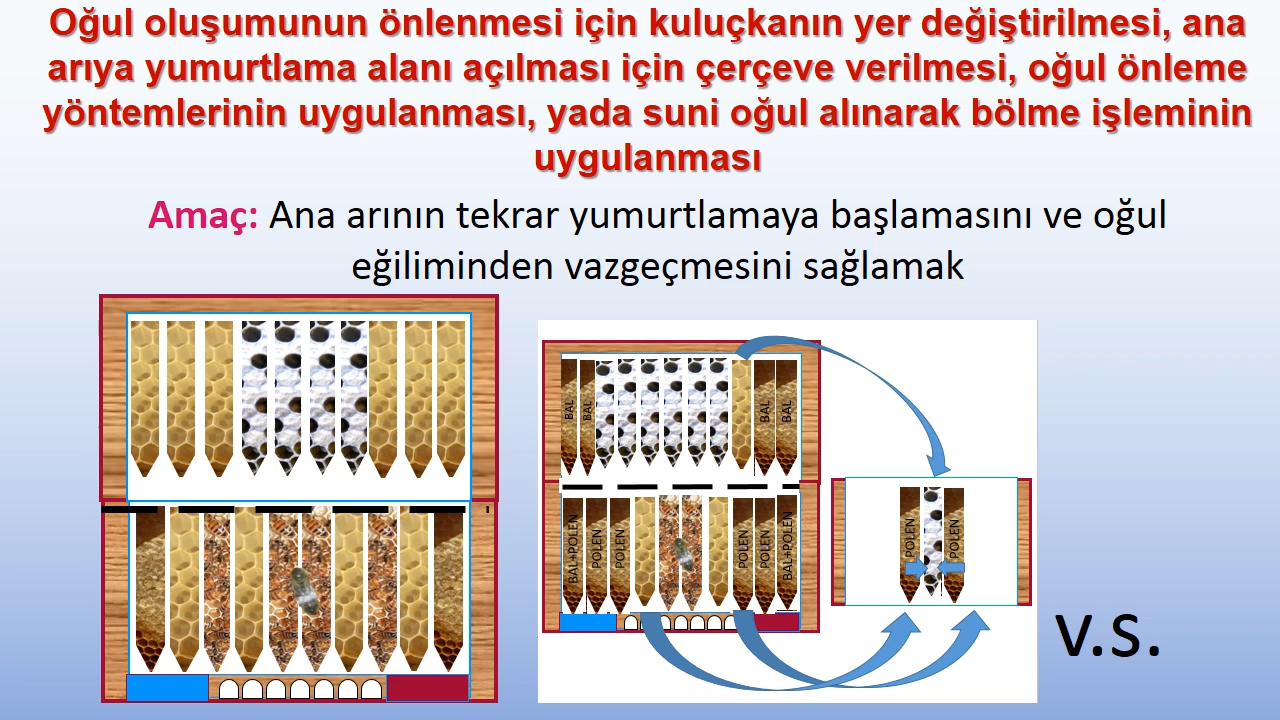 Oğul oluşumunun önlenmesi için kuluçkanın yer değiştirilmesi, ana
arıya yumurtlama alanı açılması için çerçeve verilmesi, oğul önleme
yöntemlerinin uygulanması, yada suni oğul alınarak bölme işleminin
uygulanması
Amaç: Ana arının tekrar yumurtlamaya başlamasını ve oğul
eğiliminden vazgeçmesini sağlamak
BAL
BAL
BAL
BAL
BAL+POLEN
POLEN
POLEN
POLEN
POLEN
BAL+POLEN
POLEN
POLEN
v.s.